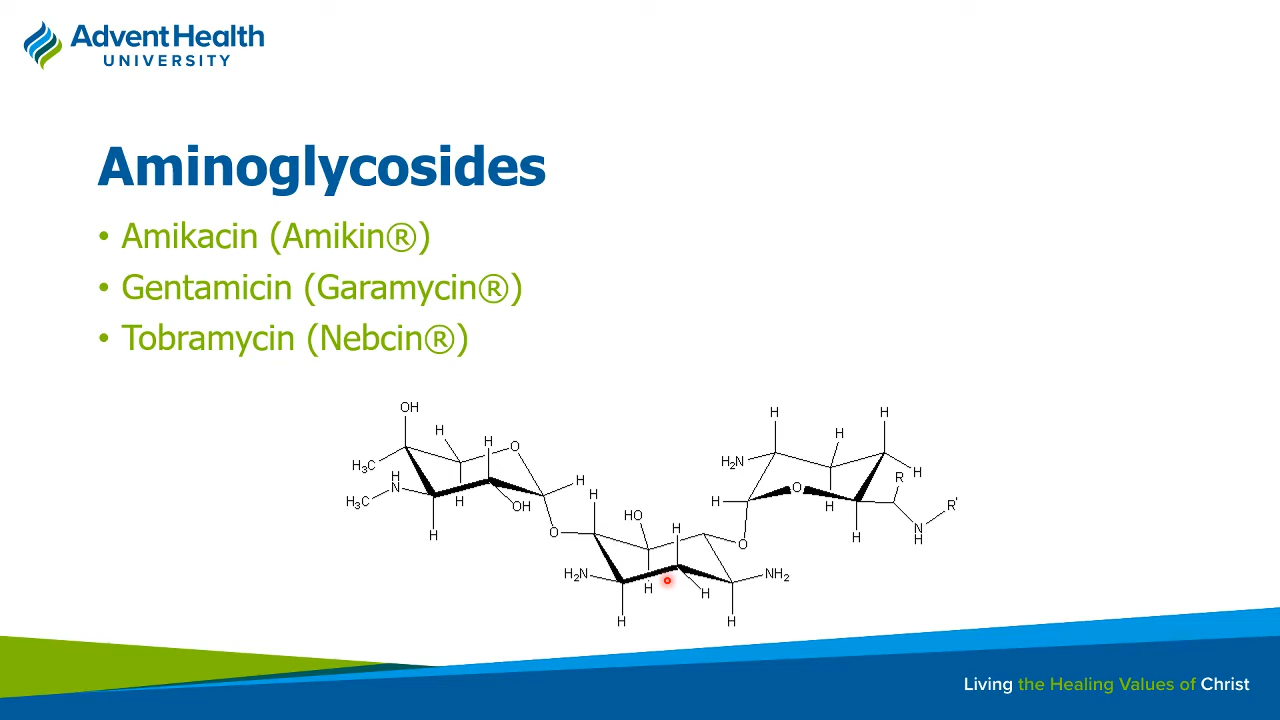 AdventHealth
UNIVERSITY
Aminoglycosides
• Amikacin (Amikin®)
• Gentamicin (Garamycin®)
• Tobramycin (Nebcin®)
OH
H
H
H
H
H
O
H₂N
H
H₃C
H
R
N
H
H
O
R'
H₃C
H
OH
H
H
N
H
HO
H
H
O
H
O
H₂N
NH₂
H
H
H
H
Living the Healing Values of Christ